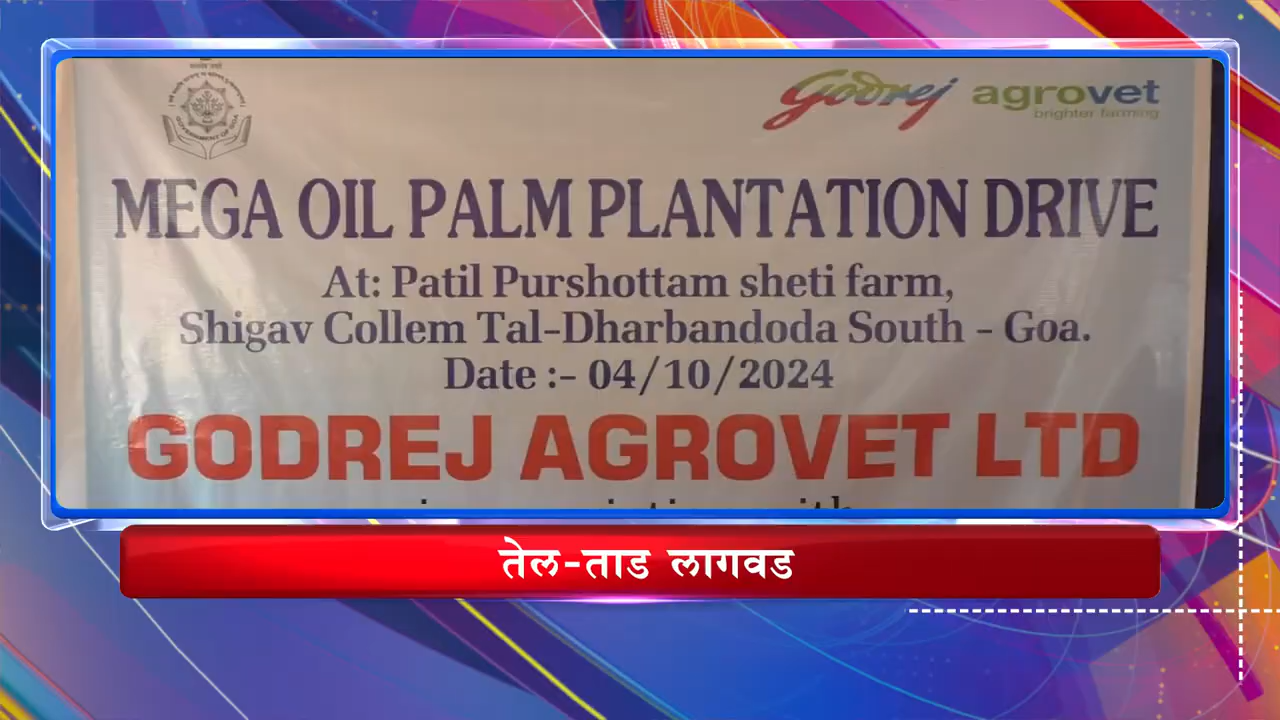 GOVERNMENT OF GOA
Godrej agrovet
brighter farming
MEGA OIL PALM PLANTATION DRIVE
At: Patil Purshottam sheti farm,
Shigav Collem Tal-Dharbandoda South - Goa.
Date :- 04/10/2024
GODREJ AGROVET LTD
तेल-ताड लागवड